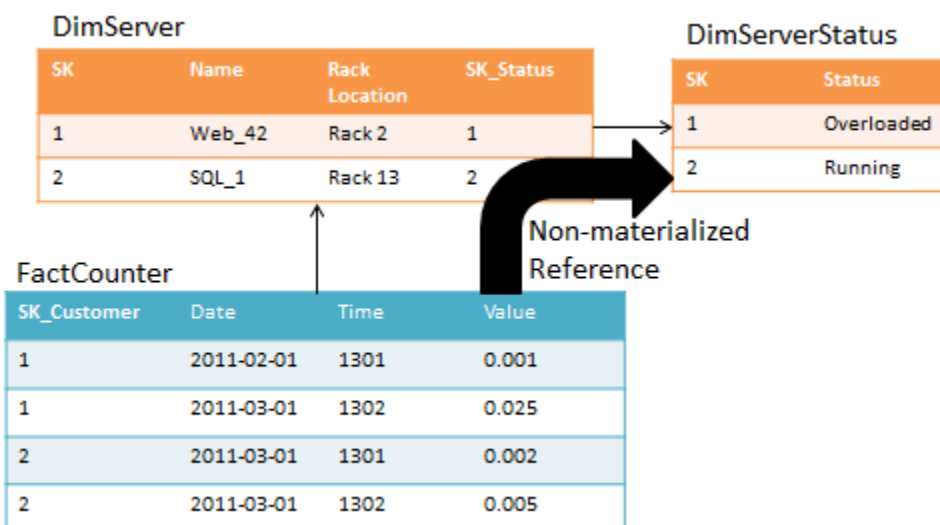 DimServer
SK Name Rack Location SK_Status
1 Web_42 Rack 2 1
2 SQL_1 Rack 13 2
DimServerStatus
SK Status
1 Overloaded
2 Running
Non-materialized
Reference
FactCounter
SK_Customer Date Time Value
1 2011-02-01 1301 0.001
1 2011-03-01 1302 0.025
2 2011-03-01 1301 0.002
2 2011-03-01 1302 0.005